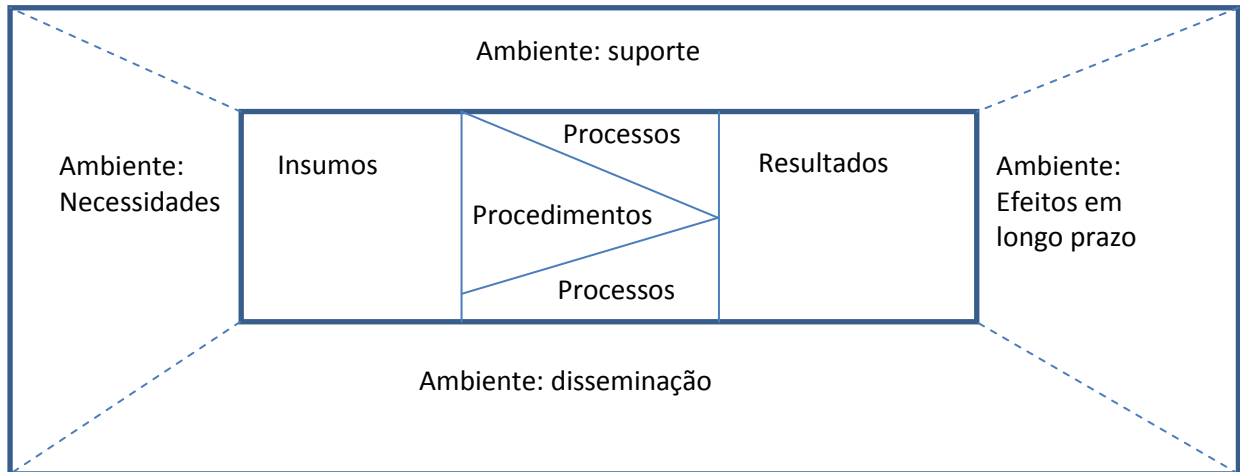 Ambiente: suporte
Ambiente:
Necessidades
Insumos
Processos
Procedimentos
Processos
Resultados
Ambiente:
Efeitos em
longo prazo
Ambiente: disseminação